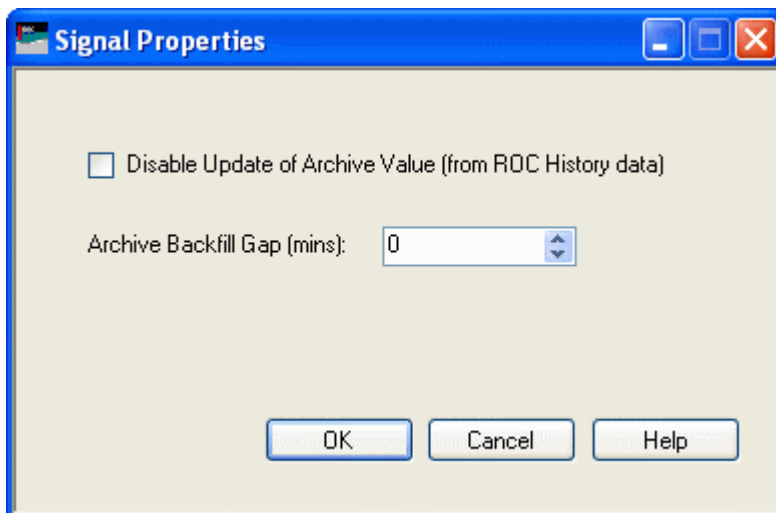 Signal Properties
Disable Update of Archive Value (from ROC History data)
Archive Backfill Gap (mins): 0
OK Cancel Help